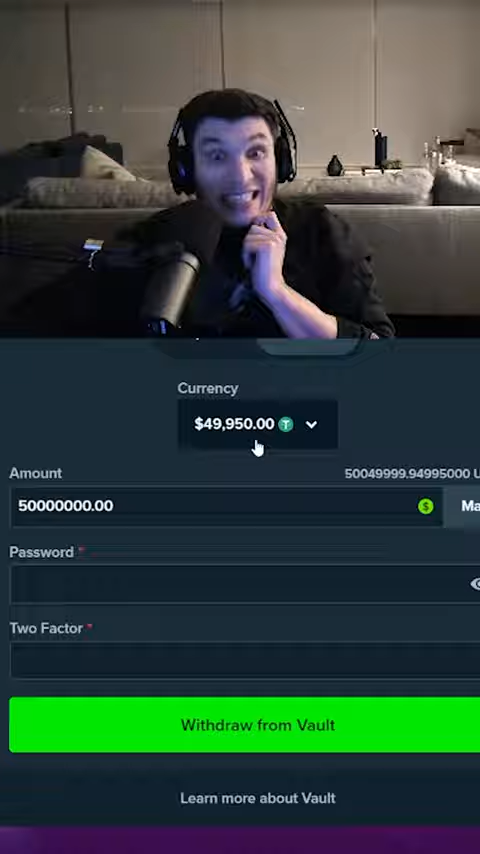 Currency
$49,950.00
Amount 50049999.94995000 U
50000000.00 Ma
Password *
Two Factor *
Withdraw from Vault
Learn more about Vault